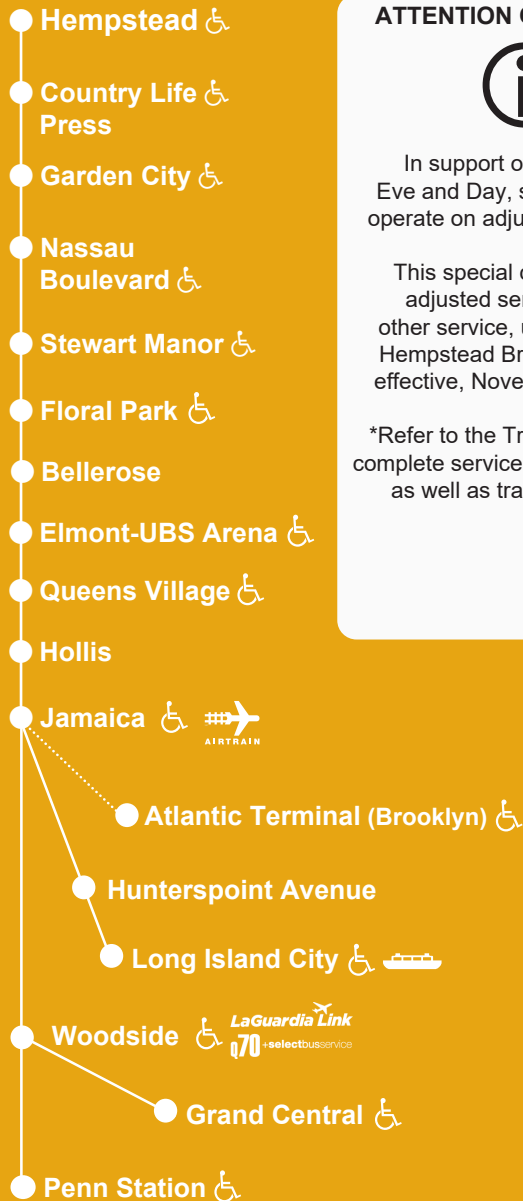 Hempstead
Country Life
Press
Garden City
Nassau
Boulevard
Stewart Manor
Floral Park
Bellerose
Elmont-UBS Arena
Queens Village
Hollis
Jamaica
AIRTRAIN
Atlantic Terminal (Brooklyn)
Hunterspoint Avenue
Long Island City
Woodside
LaGuardia Link
Q70 +selectbusservice
Grand Central
Penn Station
ATTENTION
i
In support o
Eve and Day, s
operate on adju
This special
adjusted se
other service,
Hempstead B
effective, Nove
*Refer to the T
complete service
as well as tra